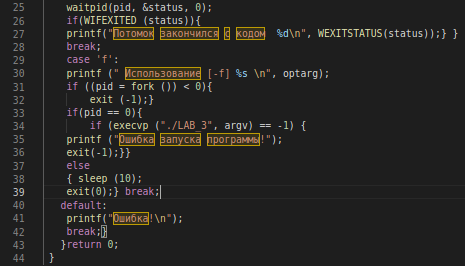 25 waitpid(pid, &status, 0);
26 if(WIFEXITED (status)){
27 printf("Потомок закончился с кодом  %d\n", WEXITSTATUS(status));} }
28 break;
29 case 'f':
30 printf (" Использование [-f] %s \n", optarg);
31 if ((pid = fork ()) < 0){
32 exit (-1);}
33 if(pid == 0){
34 if (execvp ("./LAB_3", argv) == -1) {
35 printf ("Ошибка запуска программы!");
36 exit(-1);}}
37 else
38 { sleep (10);
39 exit(0);} break;
40 default:
41 printf("Ошибка!\n");
42 break;}
43 }return 0;
44 }